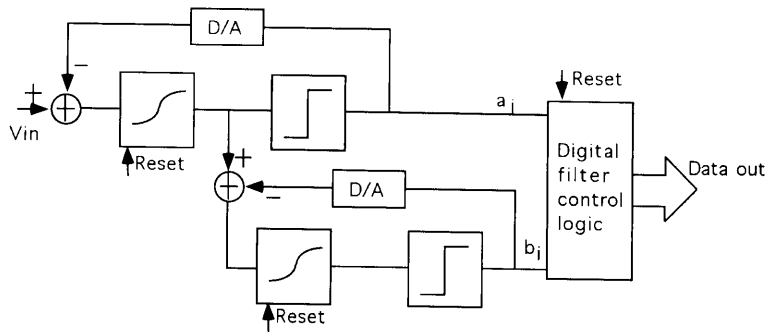 D/A
−
+
Vin
Reset
a i
Reset
Digital
filter
control
logic
Data out
+
−
D/A
b i
Reset